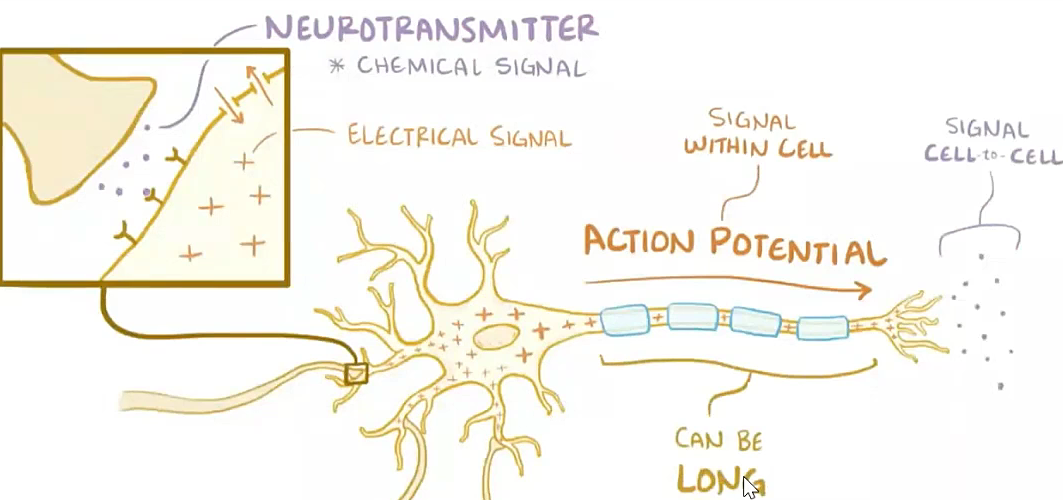 NEUROTRANSMITTER
* CHEMICAL SIGNAL
ELECTRICAL SIGNAL
SIGNAL
WITHIN CELL
SIGNAL
CELL-to-CELL
ACTION POTENTIAL
CAN BE
LONG